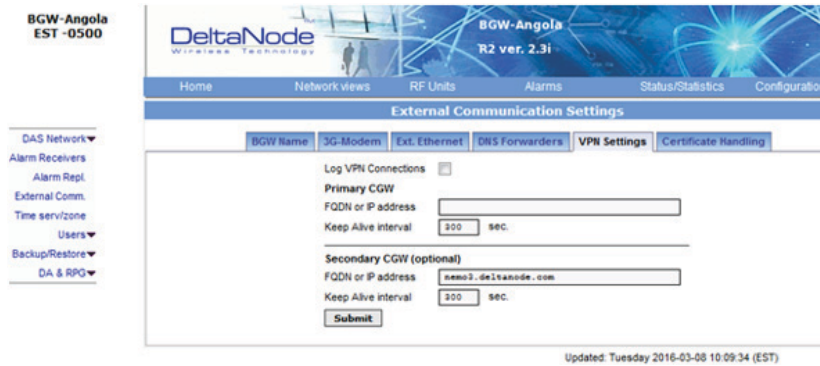 BGW-Angola
EST -0500
DeltaNode
Wireless Technology
TM
BGW-Angola
R2 ver. 2.3i
Home Network views RF Units Alarms Status/Statistics Configuratio
External Communication Settings
DAS Network
Alarm Receivers
Alarm Repl.
External Comm.
Time serv/zone
Users
Backup/Restore
DA & RPG
BGW Name 3G-Modem Ext. Ethernet DNS Forwarders VPN Settings Certificate Handling
Log VPN Connections
Primary CGW
FQDN or IP address
Keep Alive interval 300 sec.
Secondary CGW (optional)
FQDN or IP address nemo3.deltanode.com
Keep Alive interval 300 sec.
Submit
Updated: Tuesday 2016-03-08 10:09:34 (EST)